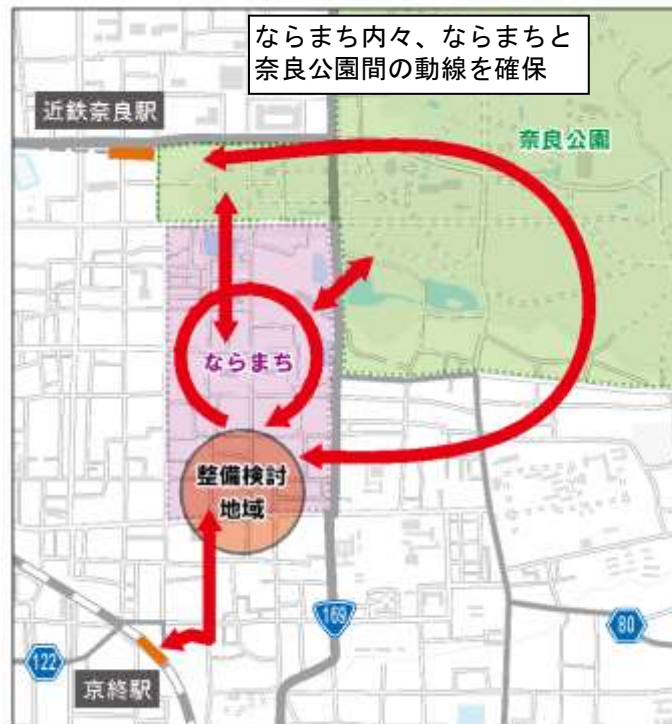 ならまち内々、ならまちと
奈良公園間の動線を確保
近鉄奈良駅
奈良公園
ならまち
整備検討
地域
169
80
122
京終駅